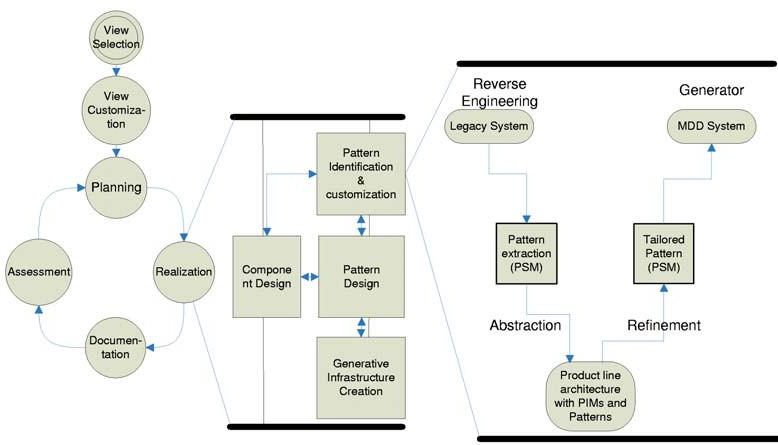 View
Selection
View
Customiza-
tion
Planning
Assessment
Realization
Documen-
tation
Pattern
Identification
&
customization
Compone
nt Design
Pattern
Design
Generative
Infrastructure
Creation
Reverse
Engineering
Generator
Legacy System
MDD System
Pattern
extraction
(PSM)
Tailored
Pattern
(PSM)
Abstraction
Refinement
Product line
architecture
with PIMs and
Patterns